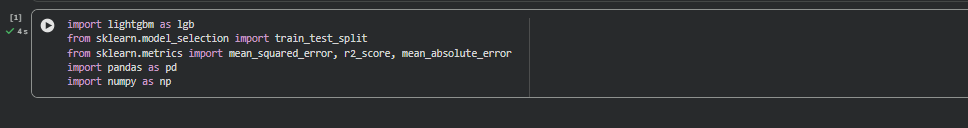 [1]
4s
import lightgbm as lgb
from sklearn.model_selection import train_test_split
from sklearn.metrics import mean_squared_error, r2_score, mean_absolute_error
import pandas as pd
import numpy as np